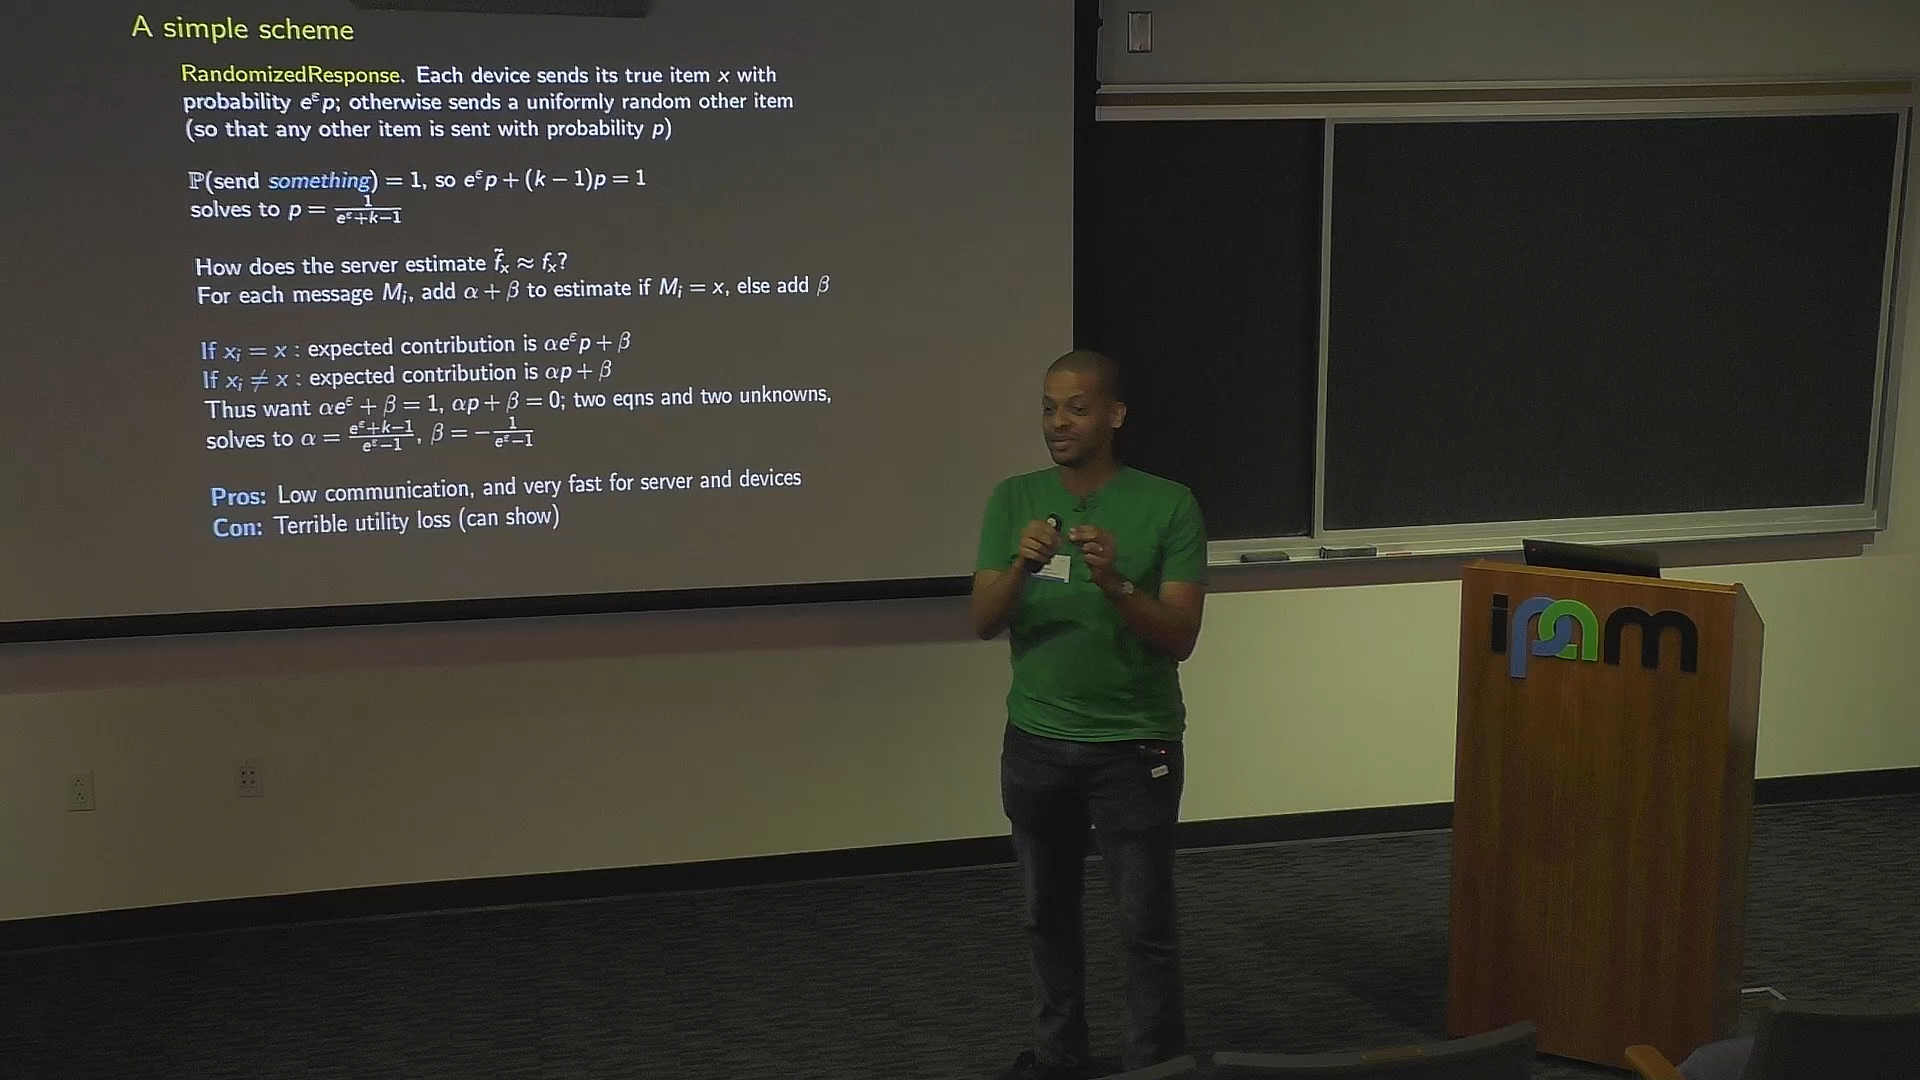 A simple scheme
RandomizedResponse. Each device sends its true item x with
probability e^ε p; otherwise sends a uniformly random other item
(so that any other item is sent with probability p)
ℙ(send something) = 1, so e^ε p + (k − 1)p = 1
solves to p = 1/(e^ε+k−1)
How does the server estimate f̃_x ≈ f_x?
For each message M_i, add α + β to estimate if M_i = x, else add β
If x_i = x : expected contribution is αe^ε p + β
If x_i ≠ x : expected contribution is αp + β
Thus want αe^ε + β = 1, αp + β = 0; two eqns and two unknowns,
solves to α = (e^ε+k−1)/(e^ε−1), β = −1/(e^ε−1)
Pros: Low communication, and very fast for server and devices
Con: Terrible utility loss (can show)
ipam